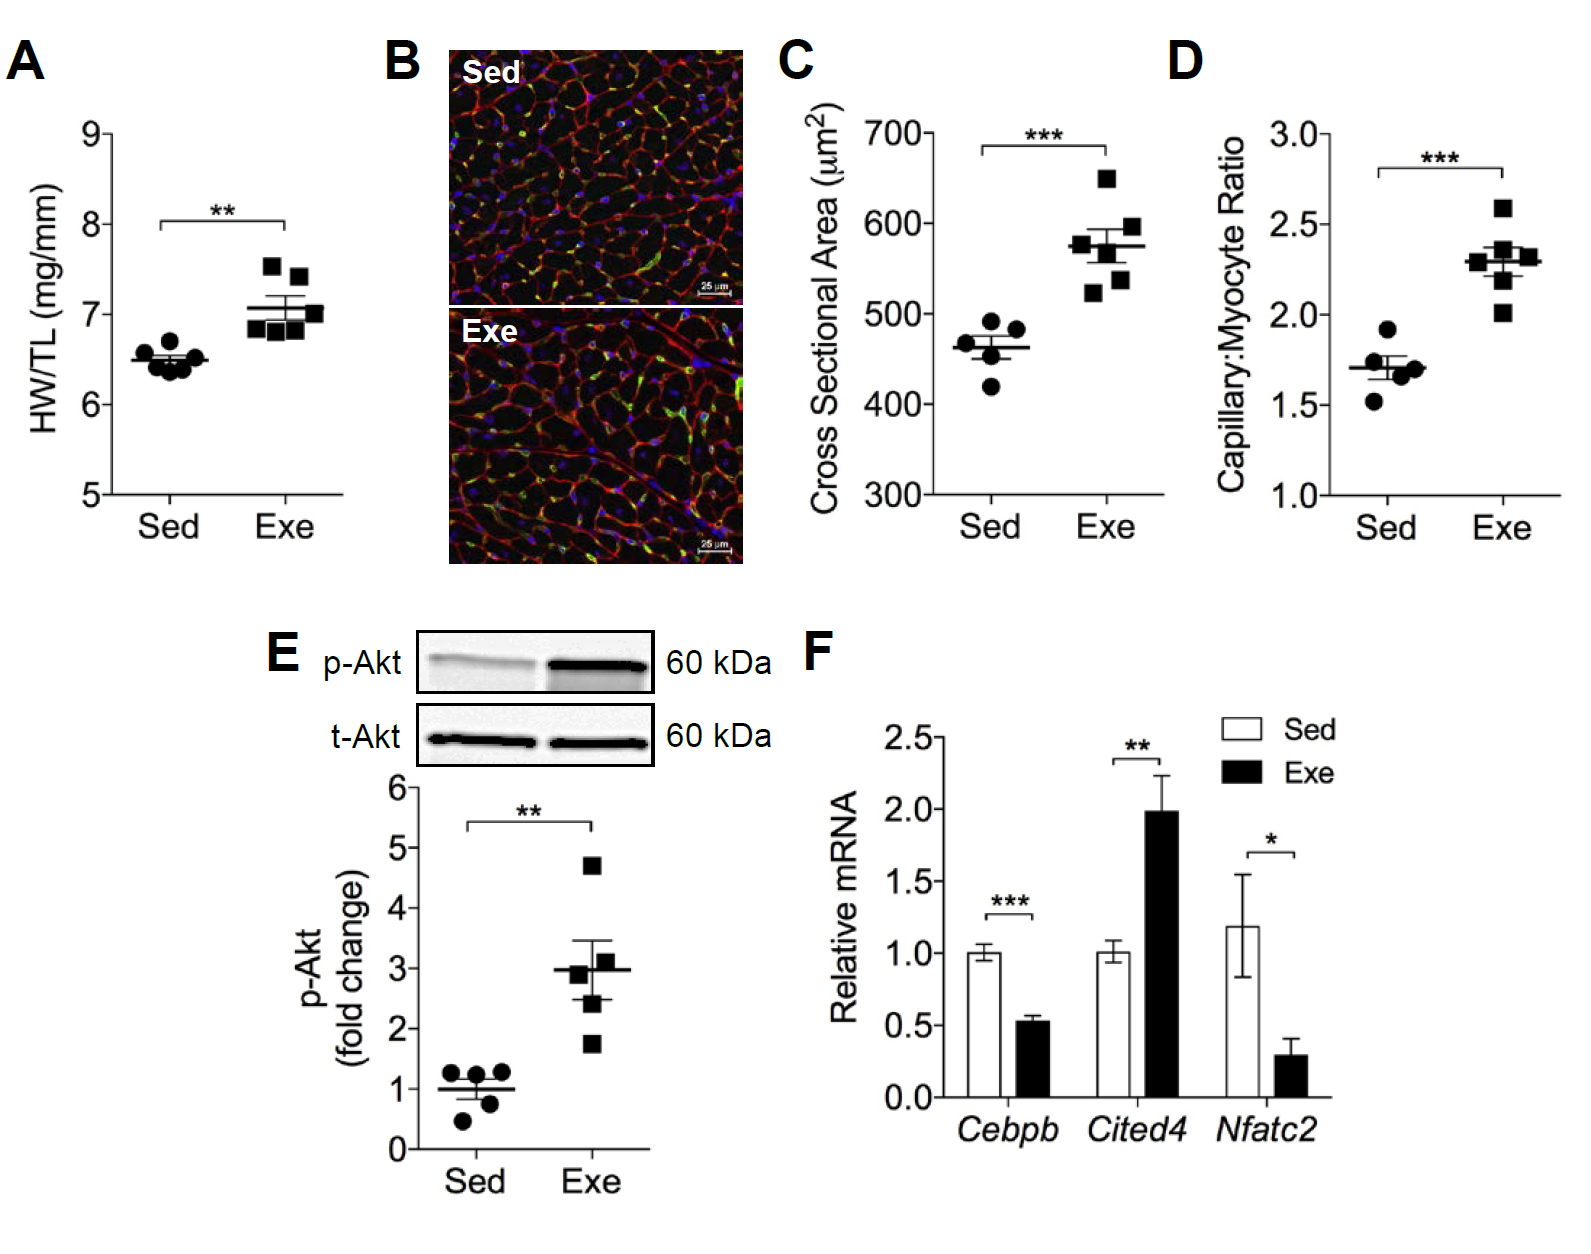 A
HW/TL (mg/mm)
9
8
7
6
5
**
Sed
Exe
B
Sed
25 µm
Exe
25 µm
C
Cross Sectional Area (µm²)
700
600
500
400
300
***
Sed
Exe
D
Capillary:Myocyte Ratio
3.0
2.5
2.0
1.5
1.0
***
Sed
Exe
E
p-Akt
60 kDa
t-Akt
60 kDa
p-Akt
(fold change)
6
5
4
3
2
1
0
**
Sed
Exe
F
Relative mRNA
2.5
2.0
1.5
1.0
0.5
0.0
***
**
*
Sed
Exe
Cebpb
Cited4
Nfatc2